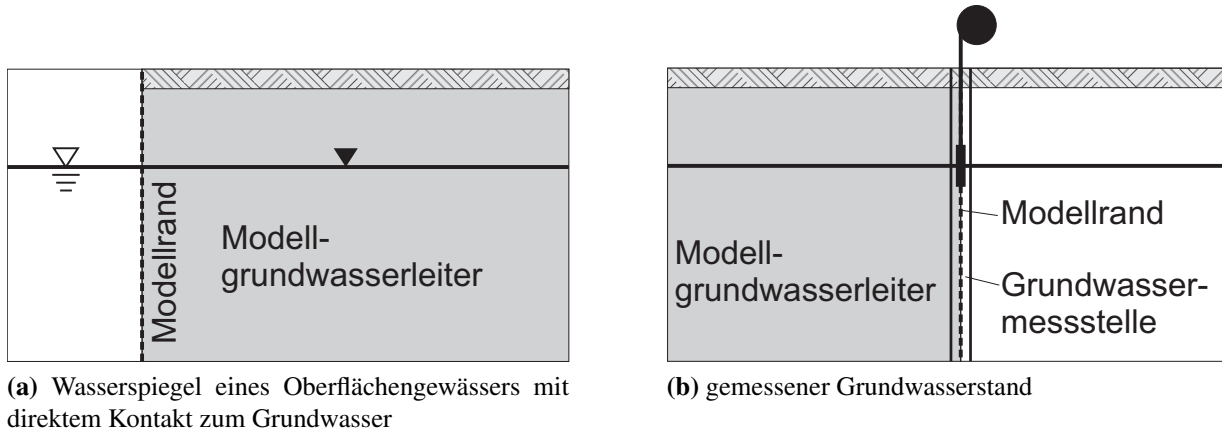 Modellrand
Modell-
grundwasserleiter
(a) Wasserspiegel eines Oberflächengewässers mit
direktem Kontakt zum Grundwasser
Modell-
grundwasserleiter
Modellrand
Grundwasser-
messstelle
(b) gemessener Grundwasserstand